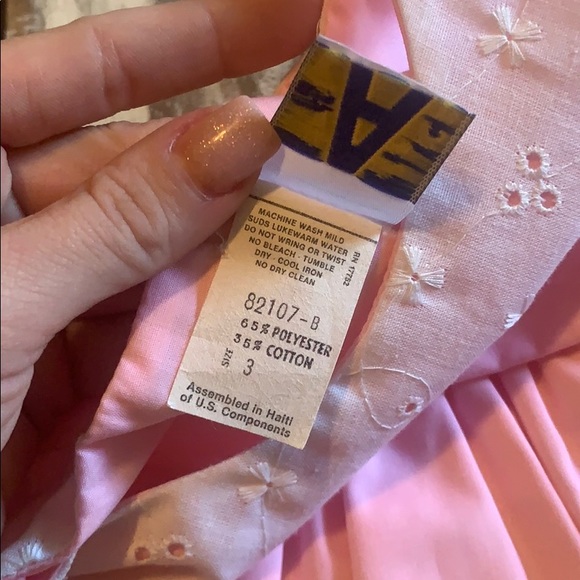 A
MACHINE WASH MILD
SUDS LUKEWARM WATER
DO NOT WRING OR TWIST
NO BLEACH - TUMBLE
DRY - COOL IRON
NO DRY CLEAN
RN 17792
82107-B
65% POLYESTER
35% COTTON
SIZE
3
Assembled in Haiti
of U.S. Components